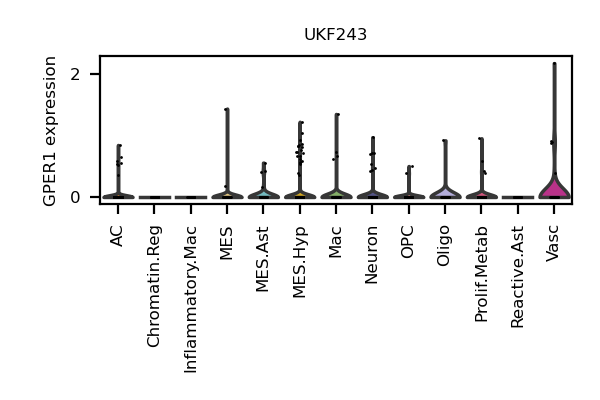 UKF243
GPER1 expression
2
0
AC
Chromatin.Reg
Inflammatory.Mac
MES
MES.Ast
MES.Hyp
Mac
Neuron
OPC
Oligo
Prolif.Metab
Reactive.Ast
Vasc